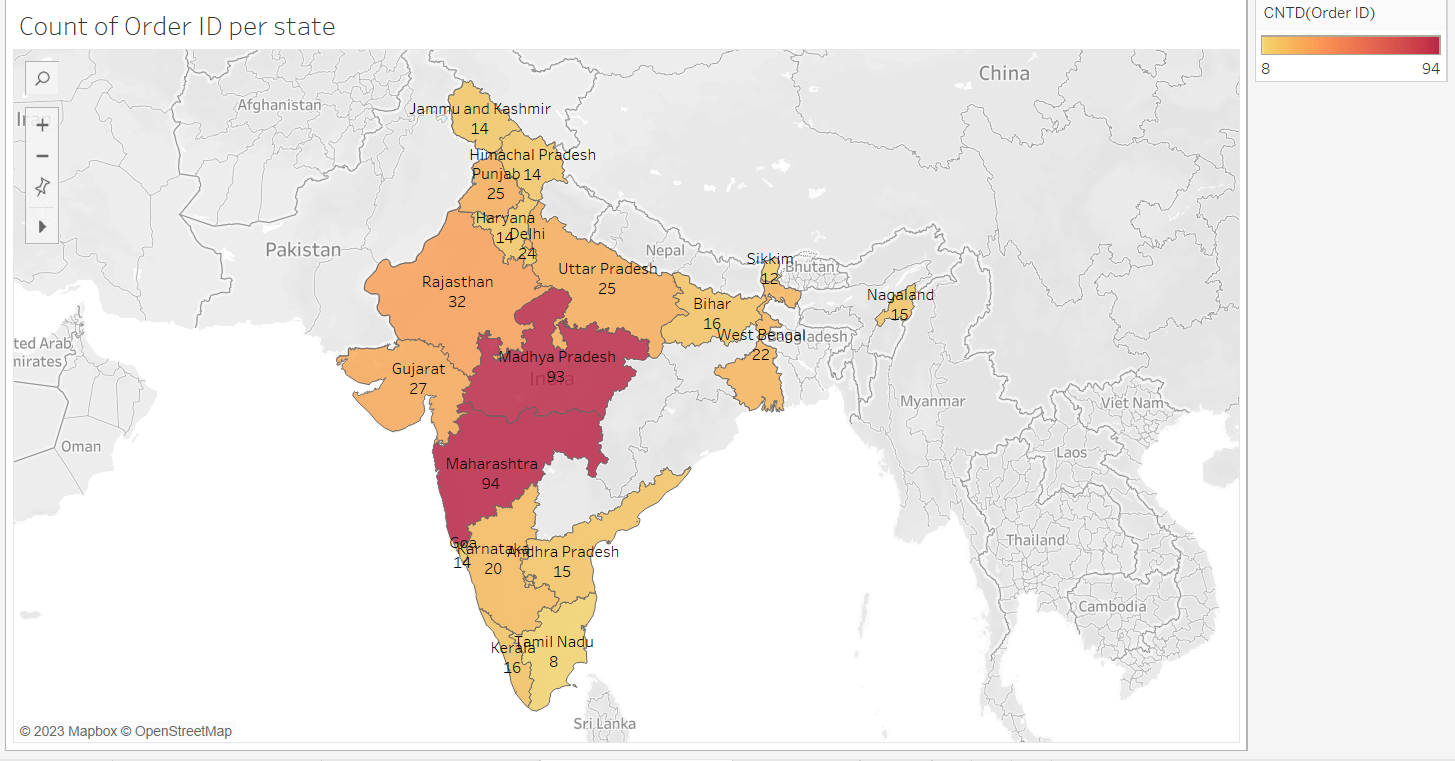 Count of Order ID per state
CNTD(Order ID)
8 94
China
Afghanistan
Jammu and Kashmir
14
Himachal Pradesh
14
Punjab
25
Haryana
14
Delhi
24
Pakistan
Nepal
Sikkim
12
Bhutan
Uttar Pradesh
25
Rajasthan
32
Nagaland
15
Bihar
16
West Bengal
22
ted Arab
nirates
Madhya Pradesh
93
India
Gujarat
27
Myanmar
Viet Nam
Oman
Laos
Maharashtra
94
Goa
14
Karnataka
20
Andhra Pradesh
15
Thailand
Cambodia
Kerala
16
Tamil Nadu
8
Sri Lanka
© 2023 Mapbox © OpenStreetMap